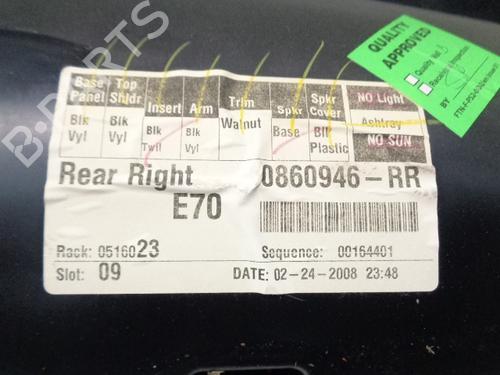 B-PARTS
QUALITY
APPROVED
Base Panel
Top Shldr
Insert
Arm
Trim
Spkr
Spkr Cover
NO Light
Blk Vyl
Blk Vyl
Blk Twil
Blk Vyl
Walnut
Base
Blk Plastic
Ashtray
NO SUN
Rear Right
0860946-RR
E70
Rack: 0516023
Sequence: 00164401
Slot: 09
DATE: 02-24-2008 23:48